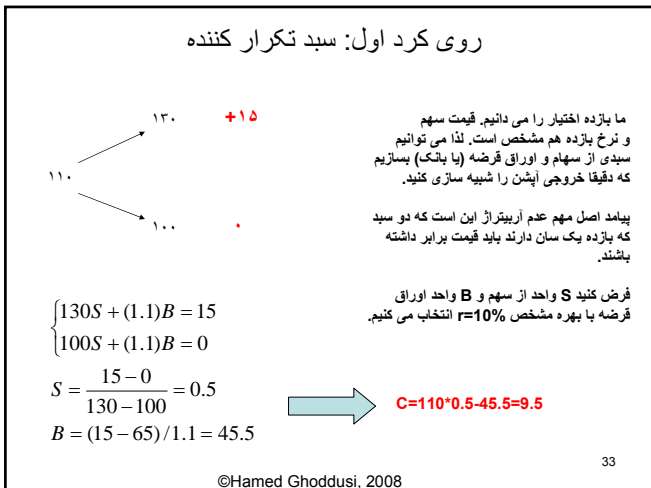 روی کرد اول: سبد تکرار کننده
۱۳۰ +۱۵
۱۱۰
۱۰۰ ۰
ما بازده اختیار را می دانیم. قیمت سهم
و نرخ بازده هم مشخص است. لذا می توانیم
سبدی از سهام و اوراق قرضه (یا بانک) بسازیم
که دقیقا خروجی آپشن را شبیه سازی کنید.
پیامد اصل مهم عدم آربیتراژ این است که دو سبد
که بازده یک سان دارند باید قیمت برابر داشته
باشند.
فرض کنید S واحد از سهم و B واحد اوراق
قرضه با بهره مشخص r=10% انتخاب می کنیم.
130S + (1.1)B = 15
100S + (1.1)B = 0
S = (15 − 0) / (130 − 100) = 0.5
B = (15 − 65) / 1.1 = 45.5
C=110*0.5-45.5=9.5
33
©Hamed Ghoddusi, 2008